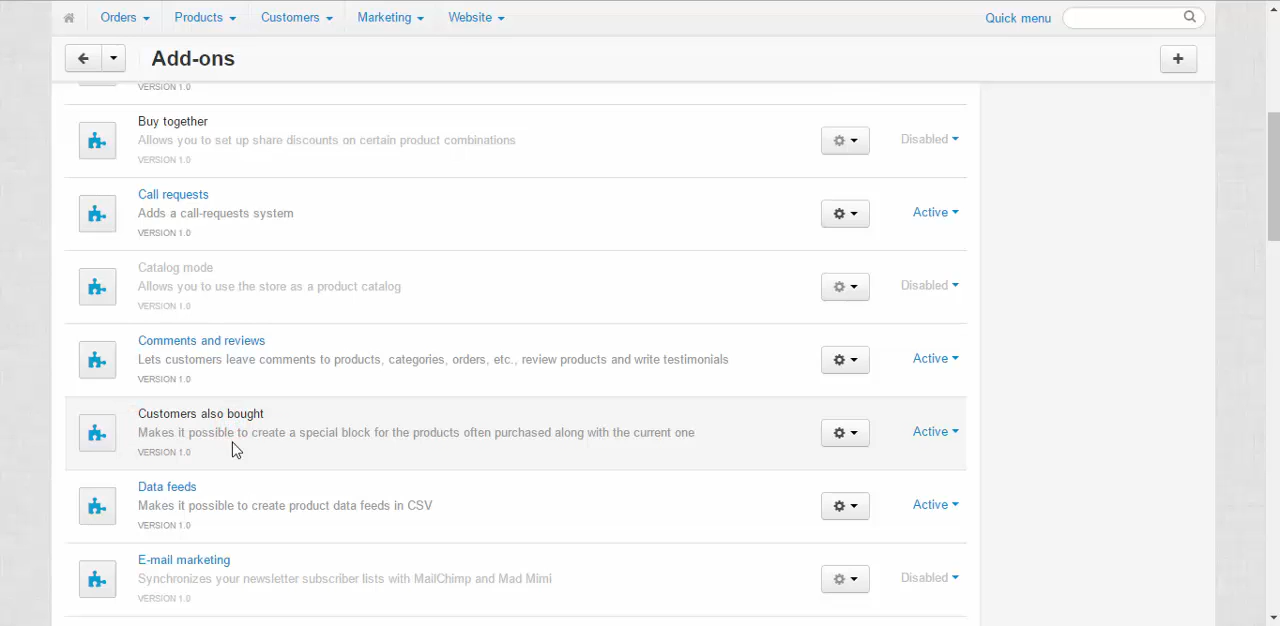 Orders Products Customers Marketing Website Quick menu
Add-ons
VERSION 1.0
Buy together
Allows you to set up share discounts on certain product combinations Disabled
VERSION 1.0
Call requests
Adds a call-requests system Active
VERSION 1.0
Catalog mode
Allows you to use the store as a product catalog Disabled
VERSION 1.0
Comments and reviews
Lets customers leave comments to products, categories, orders, etc., review products and write testimonials Active
VERSION 1.0
Customers also bought
Makes it possible to create a special block for the products often purchased along with the current one Active
VERSION 1.0
Data feeds
Makes it possible to create product data feeds in CSV Active
VERSION 1.0
E-mail marketing
Synchronizes your newsletter subscriber lists with MailChimp and Mad Mimi Disabled
VERSION 1.0